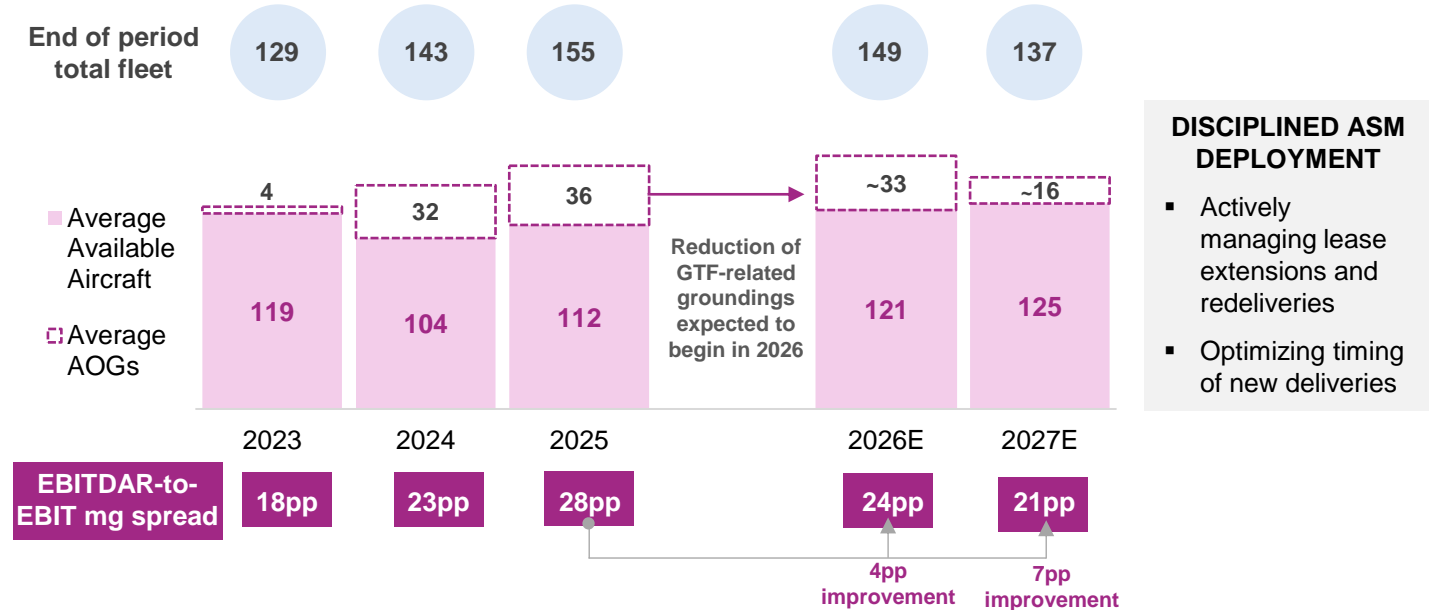 End of period
total fleet
129
143
155
149
137
Average
Available
Aircraft
Average
AOGs
4
32
36
~33
~16
119
104
112
121
125
Reduction of
GTF-related
groundings
expected to
begin in 2026
2023
2024
2025
2026E
2027E
EBITDAR-to-
EBIT mg spread
18pp
23pp
28pp
24pp
21pp
4pp
improvement
7pp
improvement
DISCIPLINED ASM
DEPLOYMENT
▪ Actively
managing lease
extensions and
redeliveries
▪ Optimizing timing
of new deliveries